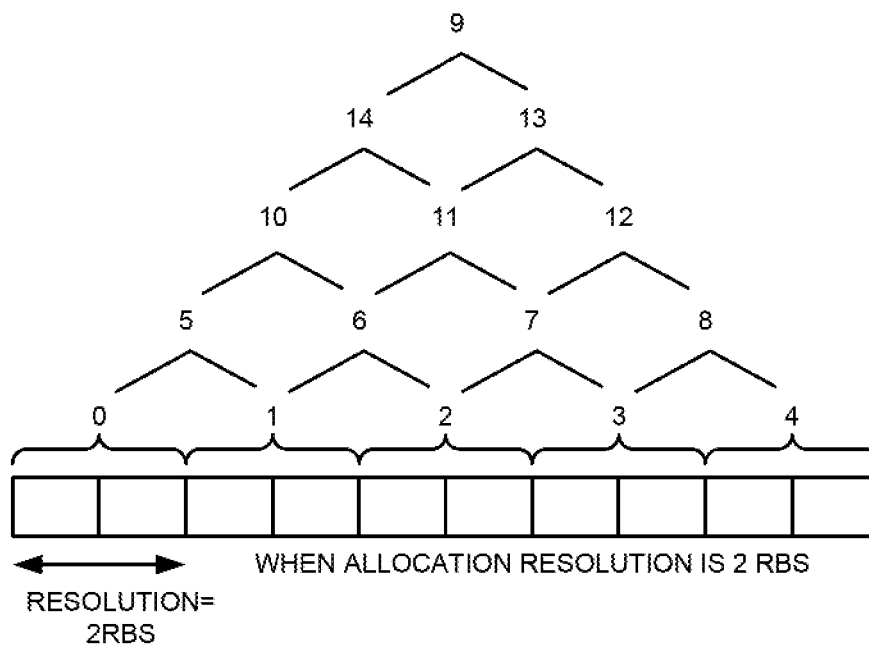 9
14 13
10 11 12
5 6 7 8
0 1 2 3 4
WHEN ALLOCATION RESOLUTION IS 2 RBS
RESOLUTION=
2RBS